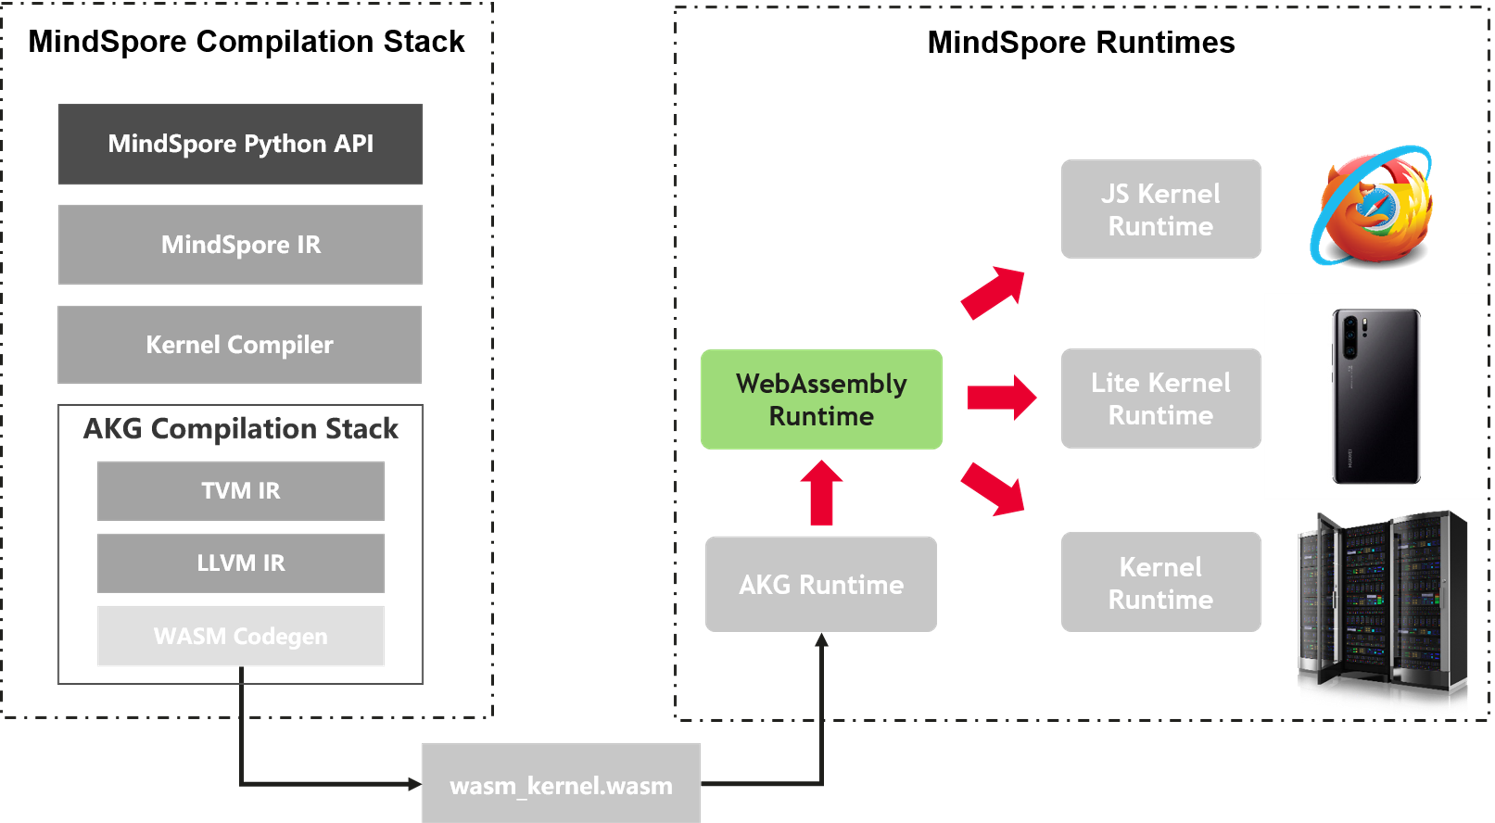 MindSpore Compilation Stack
MindSpore Python API
MindSpore IR
Kernel Compiler
AKG Compilation Stack
TVM IR
LLVM IR
WASM Codegen
wasm_kernel.wasm
MindSpore Runtimes
WebAssembly
Runtime
AKG Runtime
JS Kernel
Runtime
Lite Kernel
Runtime
Kernel
Runtime